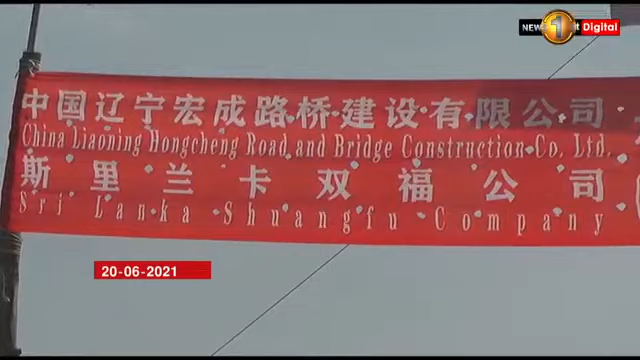 NEWS 1st Digital
中国辽宁宏成路桥建设有限公司
China Liaoning Hongcheng Road and Bridge Construction Co, Ltd.
斯里兰卡双福公司
Sri Lanka Shuangfu Company
20-06-2021